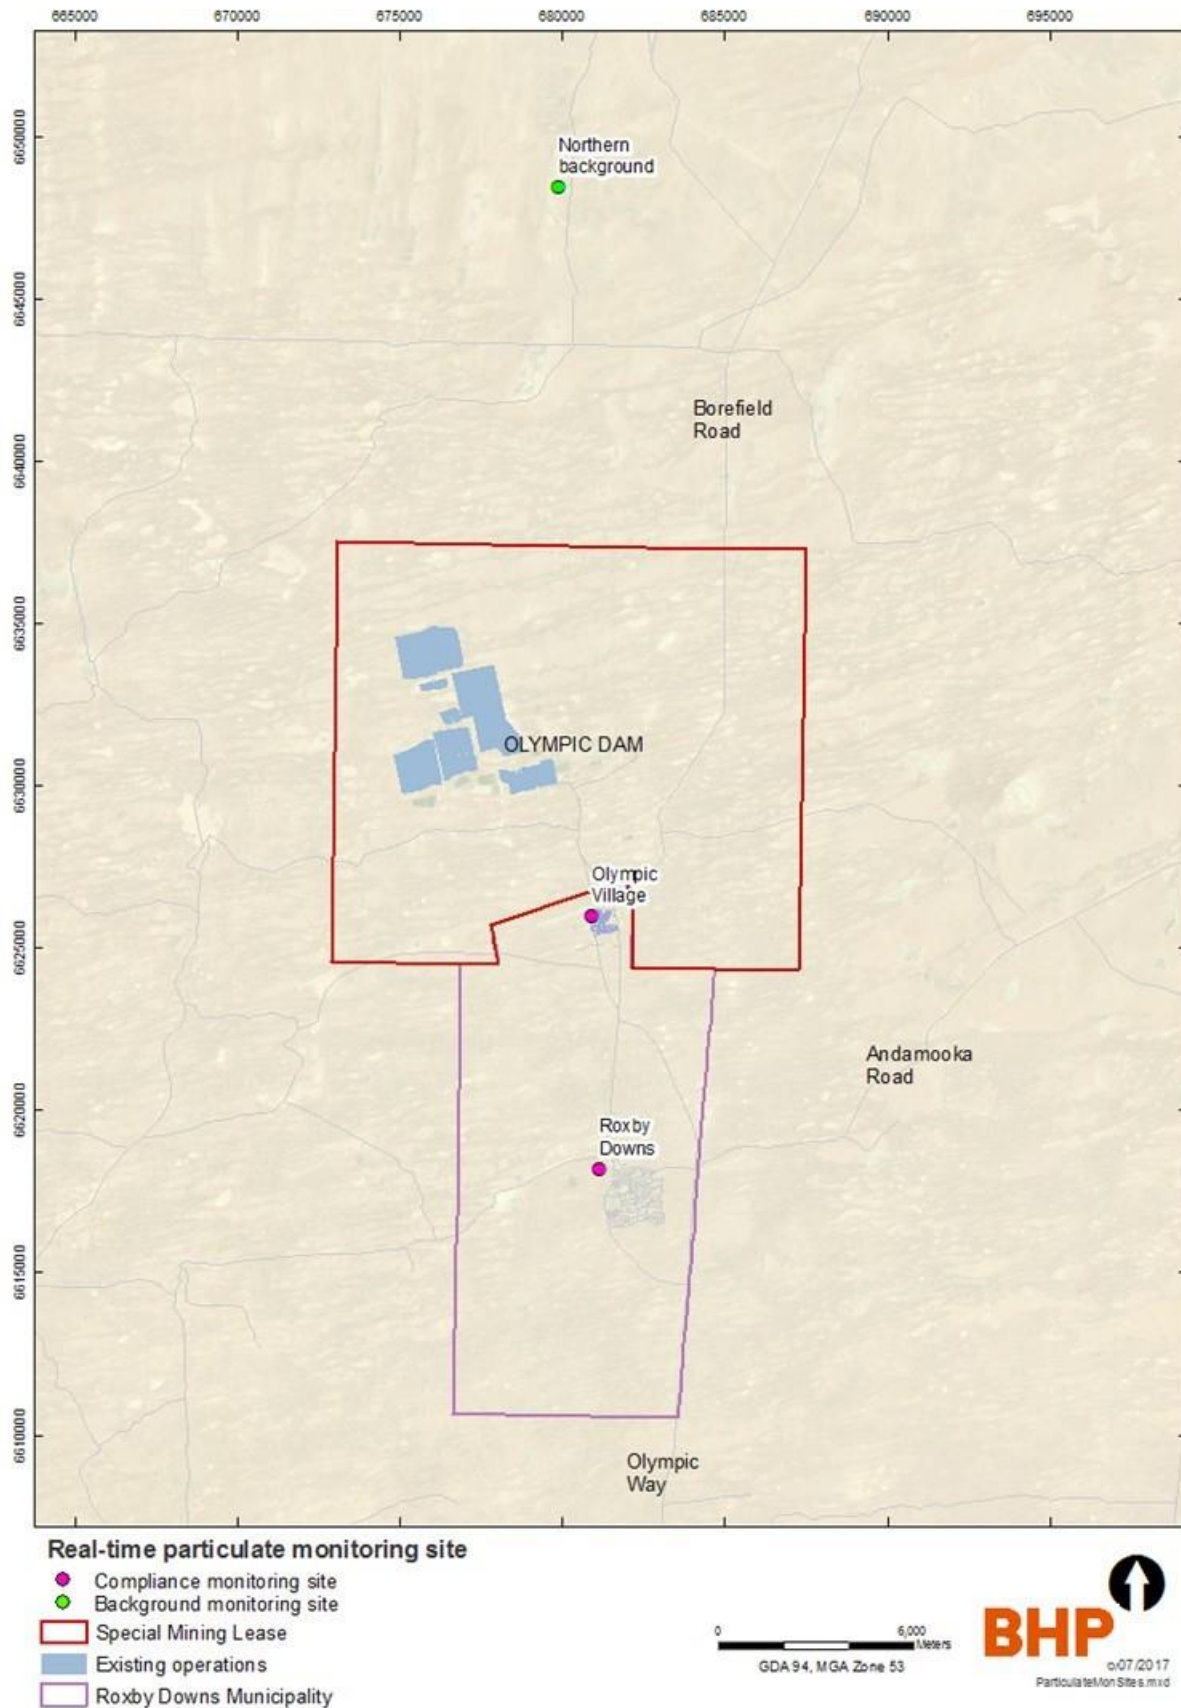 665000 670000 675000 680000 685000 690000 695000
6650000
6645000
6640000
6635000
6630000
6625000
6620000
6615000
6610000
Northern
background
Borefield
Road
OLYMPIC DAM
Olympic
Village
Andamooka
Road
Roxby
Downs
Olympic
Way
Real-time particulate monitoring site
Compliance monitoring site
Background monitoring site
Special Mining Lease
Existing operations
Roxby Downs Municipality
0 6,000
Meters
GDA 94, MGA Zone 53
BHP
07/2017
ParticulateMonSites.mxd